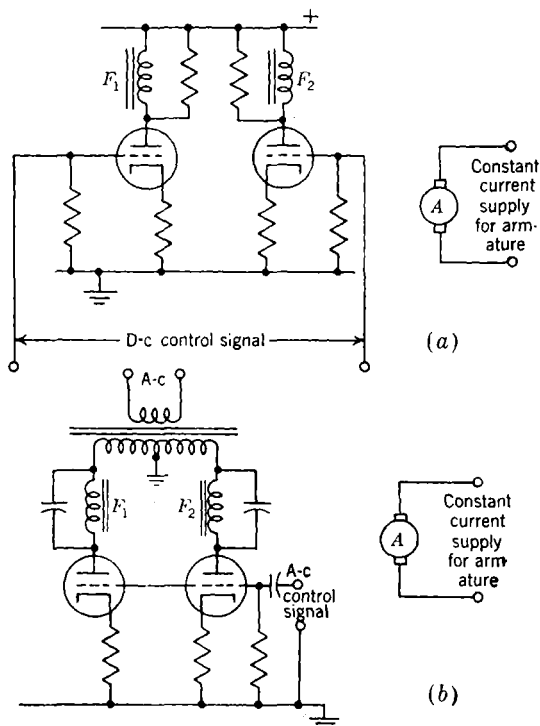 +
F1
F2
A
Constant
current
supply
for arm-
ature
D-c control signal
(a)
A-c
F1
F2
A-c
control
signal
A
Constant
current
supply
for arm-
ature
(b)